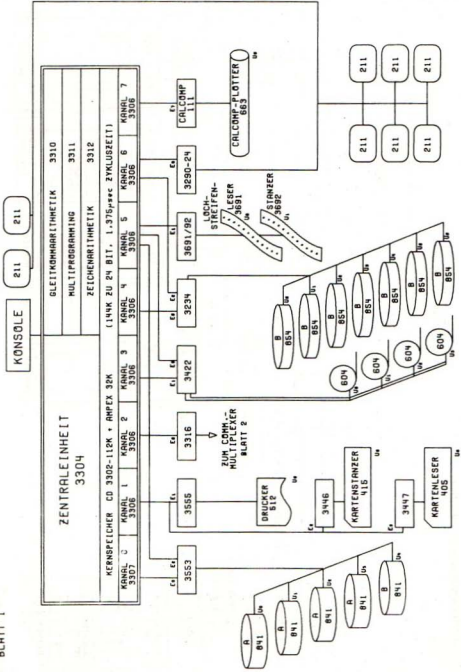 BLATT 1
KONSOLE
211
211
ZENTRALEINHEIT
3304
GLEITKOMMAARITHMETIK 3310
MULTIPROGRAMMING 3311
ZEICHENARITHMETIK 3312
KERNSPEICHER CD 3302-112K + AMPEX 32K (144K ZU 24 BIT, 1.375µsec ZYKLUSZEIT)
KANAL 0
3307
KANAL 1
3306
KANAL 2
3306
KANAL 3
3306
KANAL 4
3306
KANAL 5
3306
KANAL 6
3306
KANAL 7
3306
3553
3555
3316
3422
3234
3691/92
3290-24
CALCOMP
111
ZUM COMM.-
MULTIPLEXER
BLATT 2
LOCH-
STREIFEN-
LESER
3691
STANZER
3692
CALCOMP-PLOTTER
663
DRUCKER
512
3446
KARTENSTANZER
415
3447
KARTENLESER
405
A
841
A
841
A
841
A
841
B
841
604
604
604
604
B
854
B
854
B
854
B
854
B
854
B
854
B
854
211
211
211
211
211
211